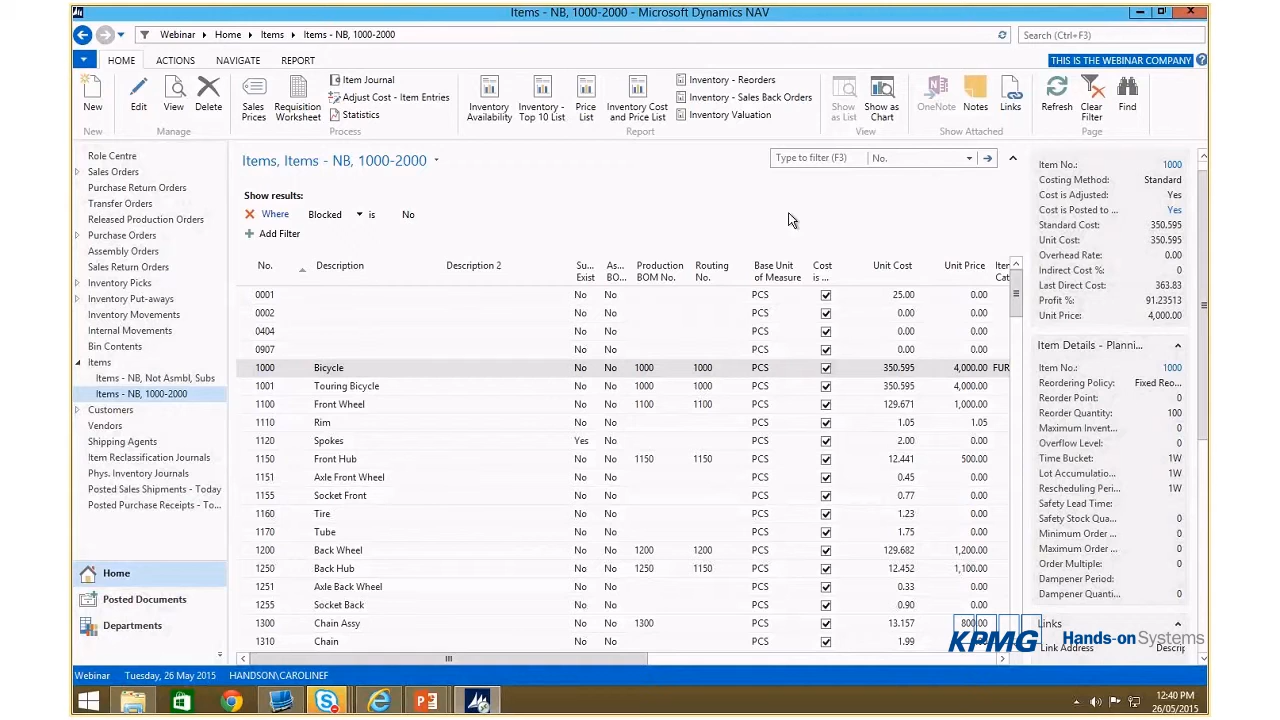 Items - NB, 1000-2000 - Microsoft Dynamics NAV
Webinar Home Items Items - NB, 1000-2000 Search (Ctrl+F3)
HOME ACTIONS NAVIGATE REPORT THIS IS THE WEBINAR COMPANY
New Edit View Delete Sales Prices Requisition Worksheet Item Journal Adjust Cost - Item Entries Statistics Inventory Availability Inventory - Top 10 List Price List Inventory Cost and Price List Inventory - Reorders Inventory - Sales Back Orders Inventory Valuation Show as List Show as Chart OneNote Notes Links Refresh Clear Filter Find
New Manage Process Report View Show Attached Page
Role Centre
Sales Orders
Purchase Return Orders
Transfer Orders
Released Production Orders
Purchase Orders
Assembly Orders
Sales Return Orders
Inventory Picks
Inventory Put-aways
Inventory Movements
Internal Movements
Bin Contents
Items
Items - NB, Not Asmbl, Subs
Items - NB, 1000-2000
Customers
Vendors
Shipping Agents
Item Reclassification Journals
Phys. Inventory Journals
Posted Sales Shipments - Today
Posted Purchase Receipts - To...
Home
Posted Documents
Departments
Items, Items - NB, 1000-2000 Type to filter (F3) No.
Show results:
Where Blocked is No
Add Filter
No. Description Description 2 Su... Exist As... BO... Production BOM No. Routing No. Base Unit of Measure Cost is ... Unit Cost Unit Price Iter Cat
0001 No No PCS 25.00 0.00
0002 No No PCS 0.00 0.00
0404 No No PCS 0.00 0.00
0907 No No PCS 0.00 0.00
1000 Bicycle No No 1000 1000 PCS 350.595 4,000.00 FUR
1001 Touring Bicycle No No 1000 1000 PCS 350.595 4,000.00
1100 Front Wheel No No 1100 1100 PCS 129.671 1,000.00
1110 Rim No No PCS 1.05 1.05
1120 Spokes Yes No PCS 2.00 0.00
1150 Front Hub No No 1150 1150 PCS 12.441 500.00
1151 Axle Front Wheel No No PCS 0.45 0.00
1155 Socket Front No No PCS 0.77 0.00
1160 Tire No No PCS 1.23 0.00
1170 Tube No No PCS 1.75 0.00
1200 Back Wheel No No 1200 1200 PCS 129.682 1,200.00
1250 Back Hub No No 1250 1150 PCS 12.452 1,100.00
1251 Axle Back Wheel No No PCS 0.33 0.00
1255 Socket Back No No PCS 0.90 0.00
1300 Chain Assy No No 1300 PCS 13.157 800.00
1310 Chain No No PCS 1.99 0.00
Item No.: 1000
Costing Method: Standard
Cost is Adjusted: Yes
Cost is Posted to ... Yes
Standard Cost: 350.595
Unit Cost: 350.595
Overhead Rate: 0.00
Indirect Cost %: 0
Last Direct Cost: 363.83
Profit %: 91.23513
Unit Price: 4,000.00
Item Details - Planni...
Item No.: 1000
Reordering Policy: Fixed Reo...
Reorder Point: 0
Reorder Quantity: 100
Maximum Invent... 0
Overflow Level: 0
Time Bucket: 1W
Lot Accumulatio... 1W
Rescheduling Peri... 1W
Safety Lead Time:
Safety Stock Qua... 0
Minimum Order ... 0
Maximum Order ... 0
Order Multiple: 0
Dampener Period:
Dampener Quanti... 0
Links
Link Address Descrip
KPMG Hands-on Systems
Webinar Tuesday, 26 May 2015 HANDSON\CAROLINEF
12:40 PM
26/05/2015